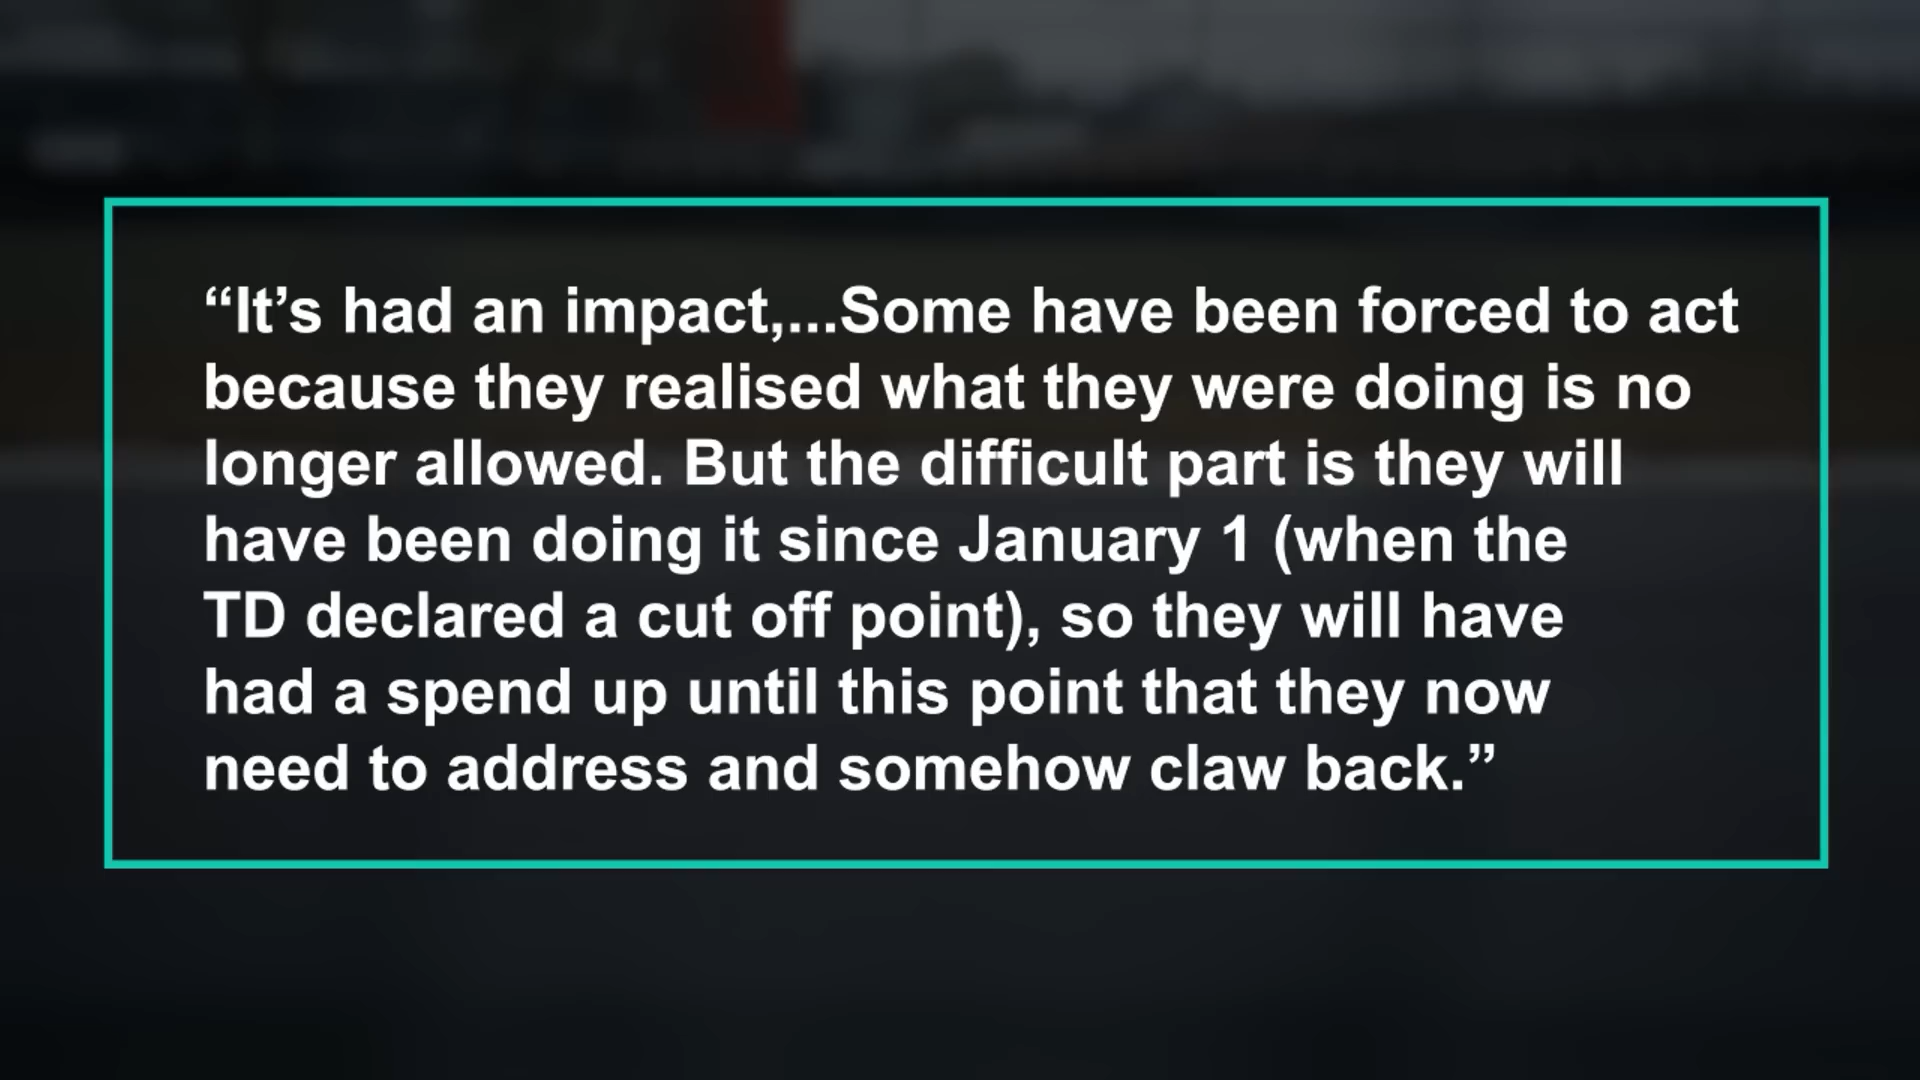 “It’s had an impact,...Some have been forced to act
because they realised what they were doing is no
longer allowed. But the difficult part is they will
have been doing it since January 1 (when the
TD declared a cut off point), so they will have
had a spend up until this point that they now
need to address and somehow claw back.”